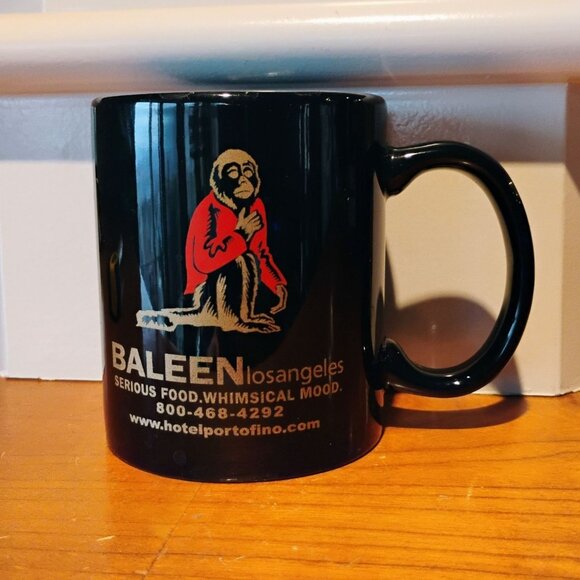 BALEENlosangeles
SERIOUS FOOD.WHIMSICAL MOOD.
800-468-4292
www.hotelportofino.com